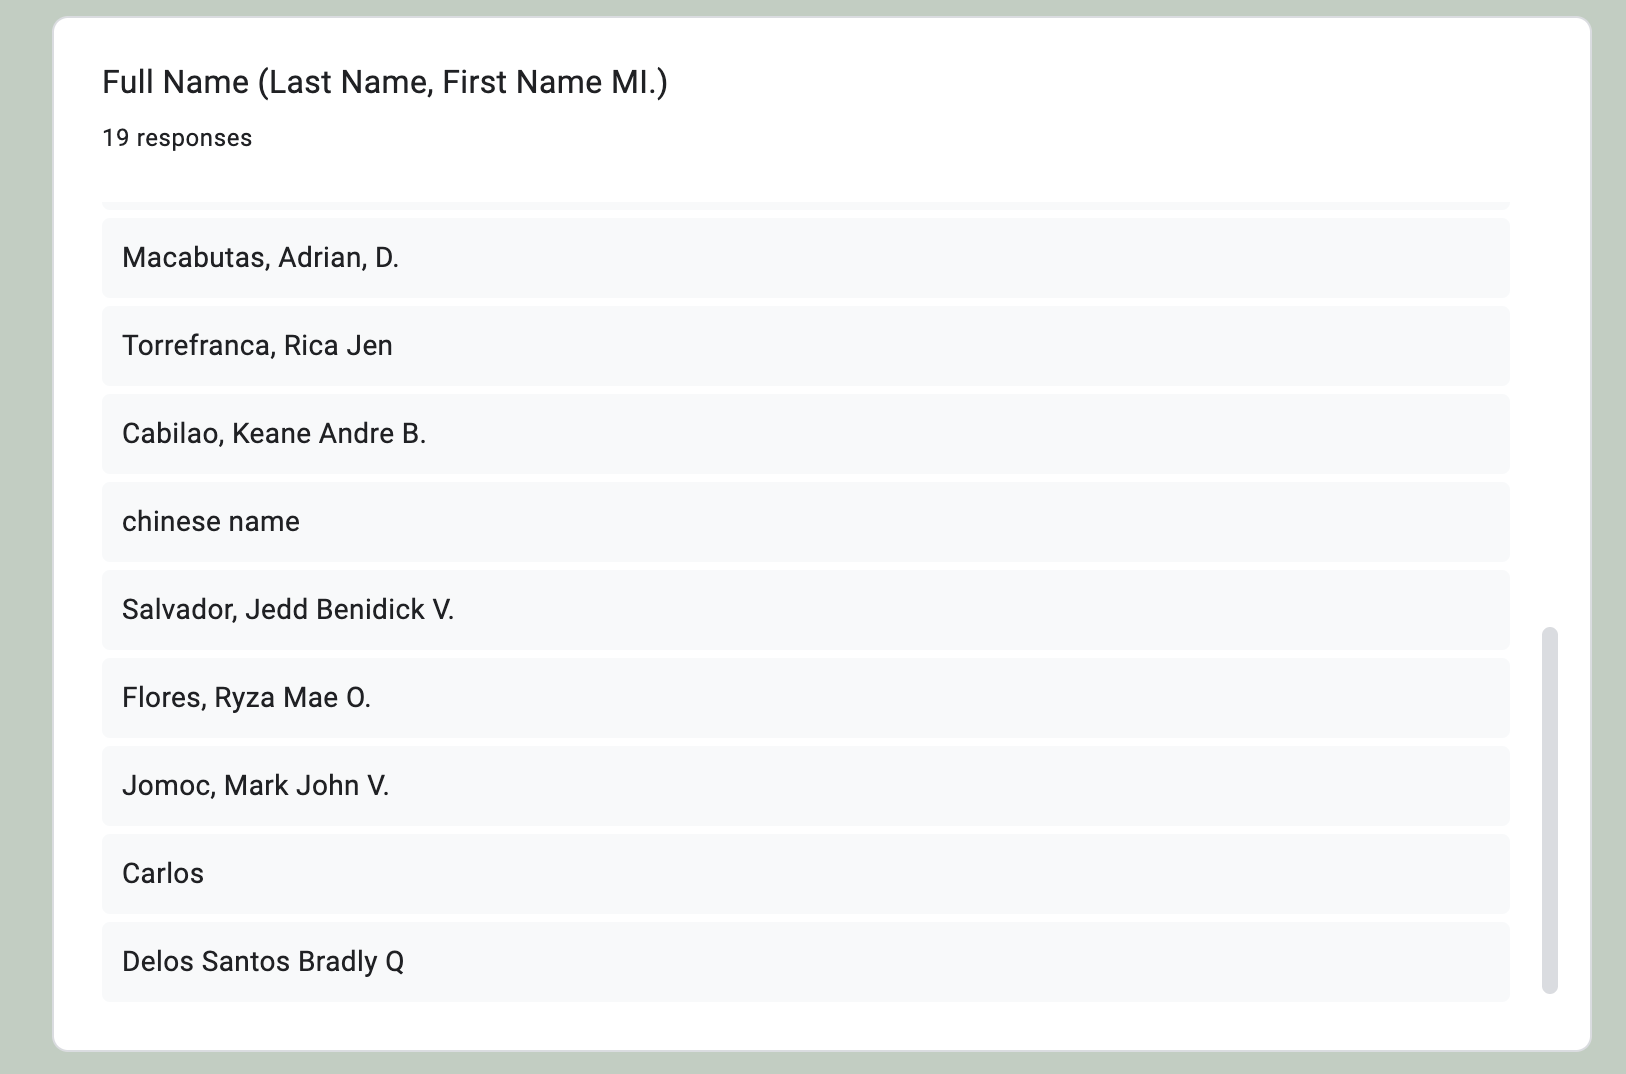 Full Name (Last Name, First Name MI.)
19 responses
Macabutas, Adrian, D.
Torrefranca, Rica Jen
Cabilao, Keane Andre B.
chinese name
Salvador, Jedd Benidick V.
Flores, Ryza Mae O.
Jomoc, Mark John V.
Carlos
Delos Santos Bradly Q